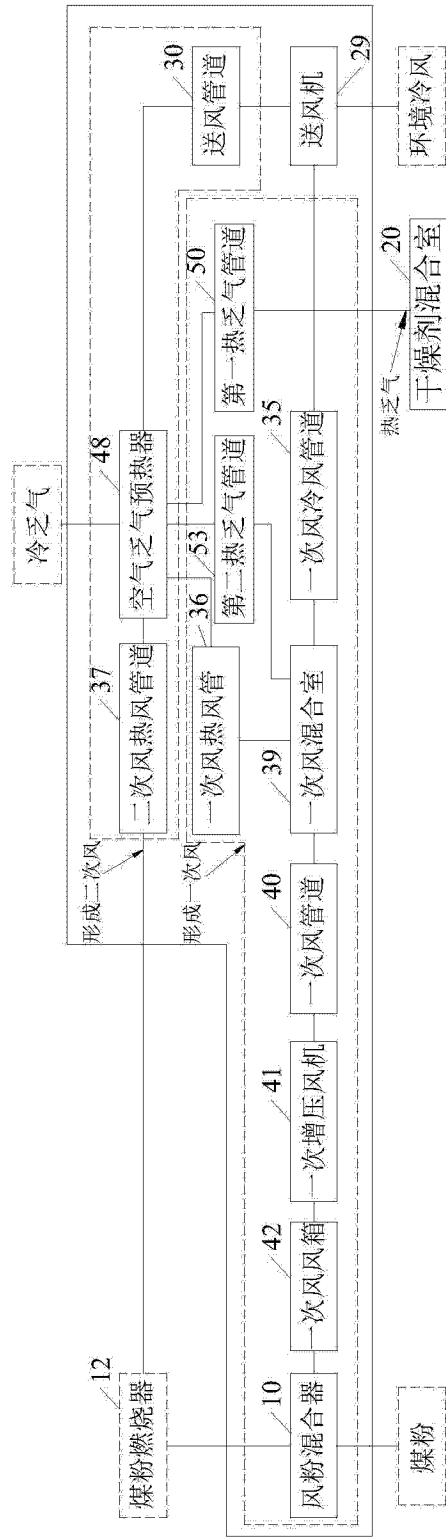 冷乏气
煤粉燃烧器
12
形成二次风
二次风热风管道
37
空气乏气预热器
48
送风管道
30
形成一次风
一次风热风管
36
第二热乏气管道
53
第一热乏气管道
50
风粉混合器
10
一次风风箱
42
一次增压风机
41
一次风管道
40
一次风混合室
39
一次风冷风管道
35
送风机
29
煤粉
热乏气
干燥剂混合室
20
环境冷风